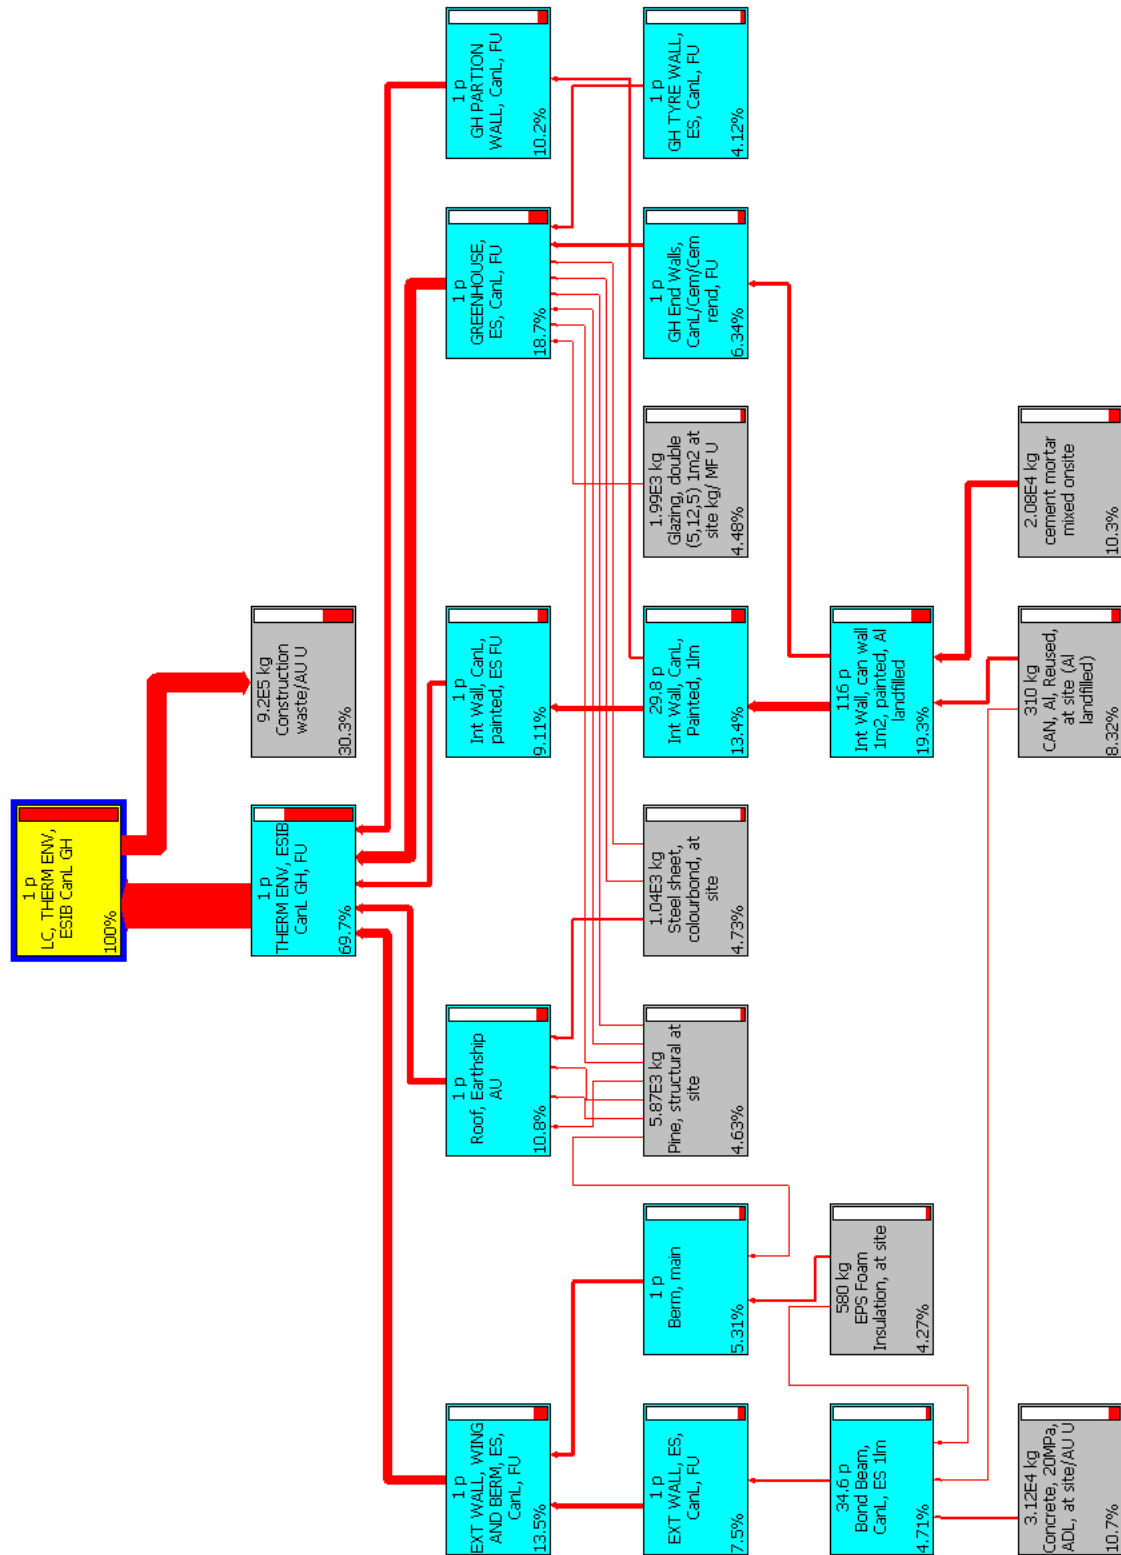 1 p
LC, THERM ENV,
ESIB CanL GH
100%
1 p
THERM ENV, ESIB
CanL GH, FU
69.7%
9.2E5 kg
Construction
waste/AU U
30.3%
1 p
EXT WALL, WING
AND BERM, ES,
CanL, FU
13.5%
1 p
Roof, Earthship
AU
10.8%
1 p
Int Wall, CanL,
painted, ES FU
9.11%
1 p
GREENHOUSE,
ES, CanL, FU
18.7%
1 p
GH PARTION
WALL, CanL, FU
10.2%
1 p
EXT WALL, ES,
CanL, FU
7.5%
1 p
Berm, main
5.31%
5.87E3 kg
Pine, structural at
site
4.63%
1.04E3 kg
Steel sheet,
colourbond, at
site
4.73%
29.8 p
Int Wall, CanL,
Painted, 1lm
13.4%
1.99E3 kg
Glazing, double
(5,12,5) 1m2 at
site kg/ MF U
4.48%
1 p
GH End Walls,
CanL/Cem/Cem
rend, FU
6.34%
1 p
GH TYRE WALL,
ES, CanL, FU
4.12%
34.6 p
Bond Beam,
CanL, ES 1lm
4.71%
580 kg
EPS Foam
Insulation, at site
4.27%
116 p
Int Wall, can wall
1m2, painted, Al
landfilled
19.3%
3.12E4 kg
Concrete, 20MPa,
ADL, at site/AU U
10.7%
310 kg
CAN, Al, Reused,
at site (Al
landfilled)
8.32%
2.08E4 kg
cement mortar
mixed onsite
10.3%